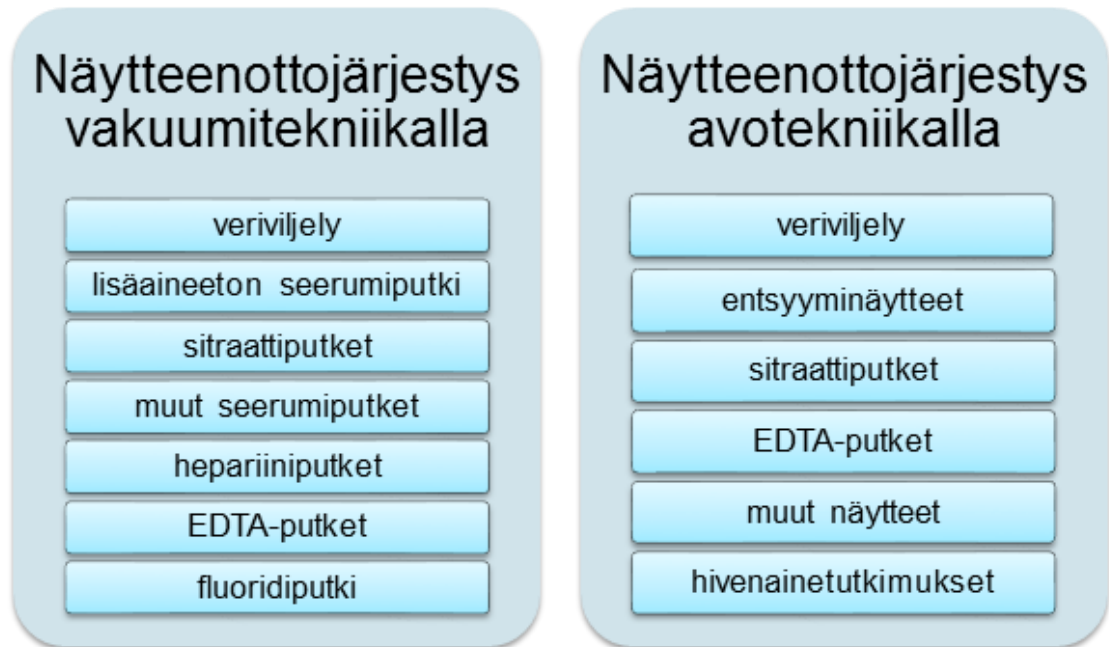 Näytteenottojärjestys
vakuumitekniikalla
veriviljely
lisäaineeton seerumiputki
sitraattiputket
muut seerumiputket
hepariiniputket
EDTA-putket
fluoridiputki
Näytteenottojärjestys
avotekniikalla
veriviljely
entsyyminäytteet
sitraattiputket
EDTA-putket
muut näytteet
hivenainetutkimukset